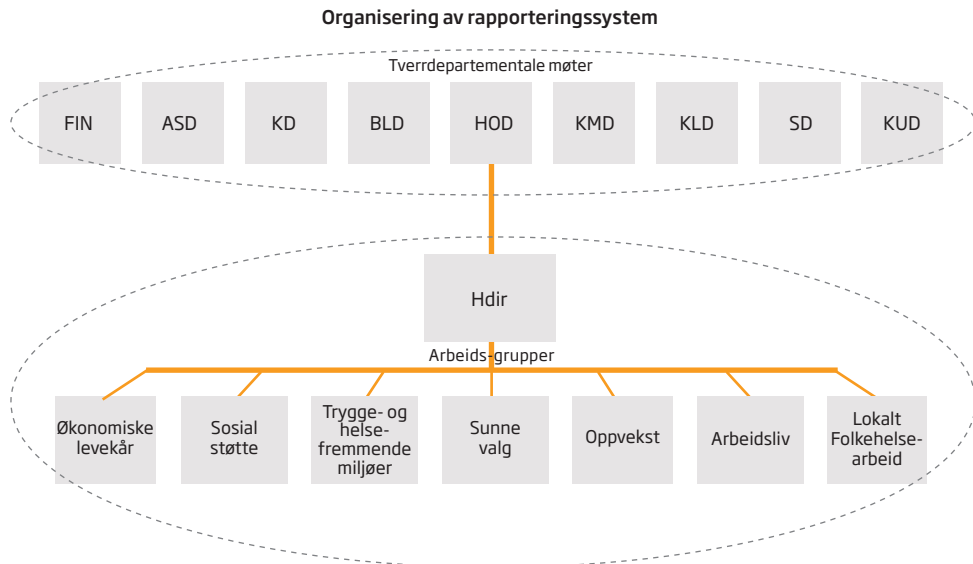 Organisering av rapporteringssystem
Tverrdepartementale møter
FIN
ASD
KD
BLD
HOD
KMD
KLD
SD
KUD
Hdir
Arbeids-grupper
Økonomiske
levekår
Sosial
støtte
Trygge- og
helse-
fremmende
miljøer
Sunne
valg
Oppvekst
Arbeidsliv
Lokalt
Folkehelse-
arbeid